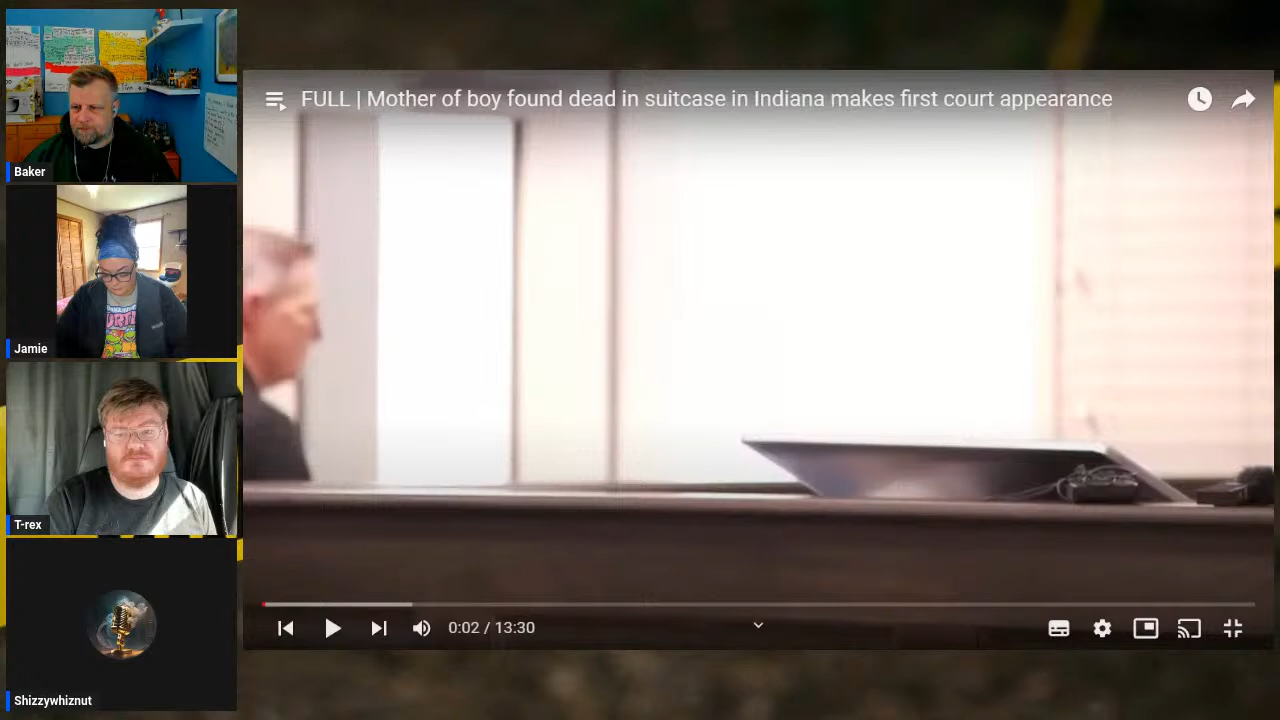 FULL | Mother of boy found dead in suitcase in Indiana makes first court appearance
Baker
Jamie
T-rex
Shizzywhiznut
0:02 / 13:30